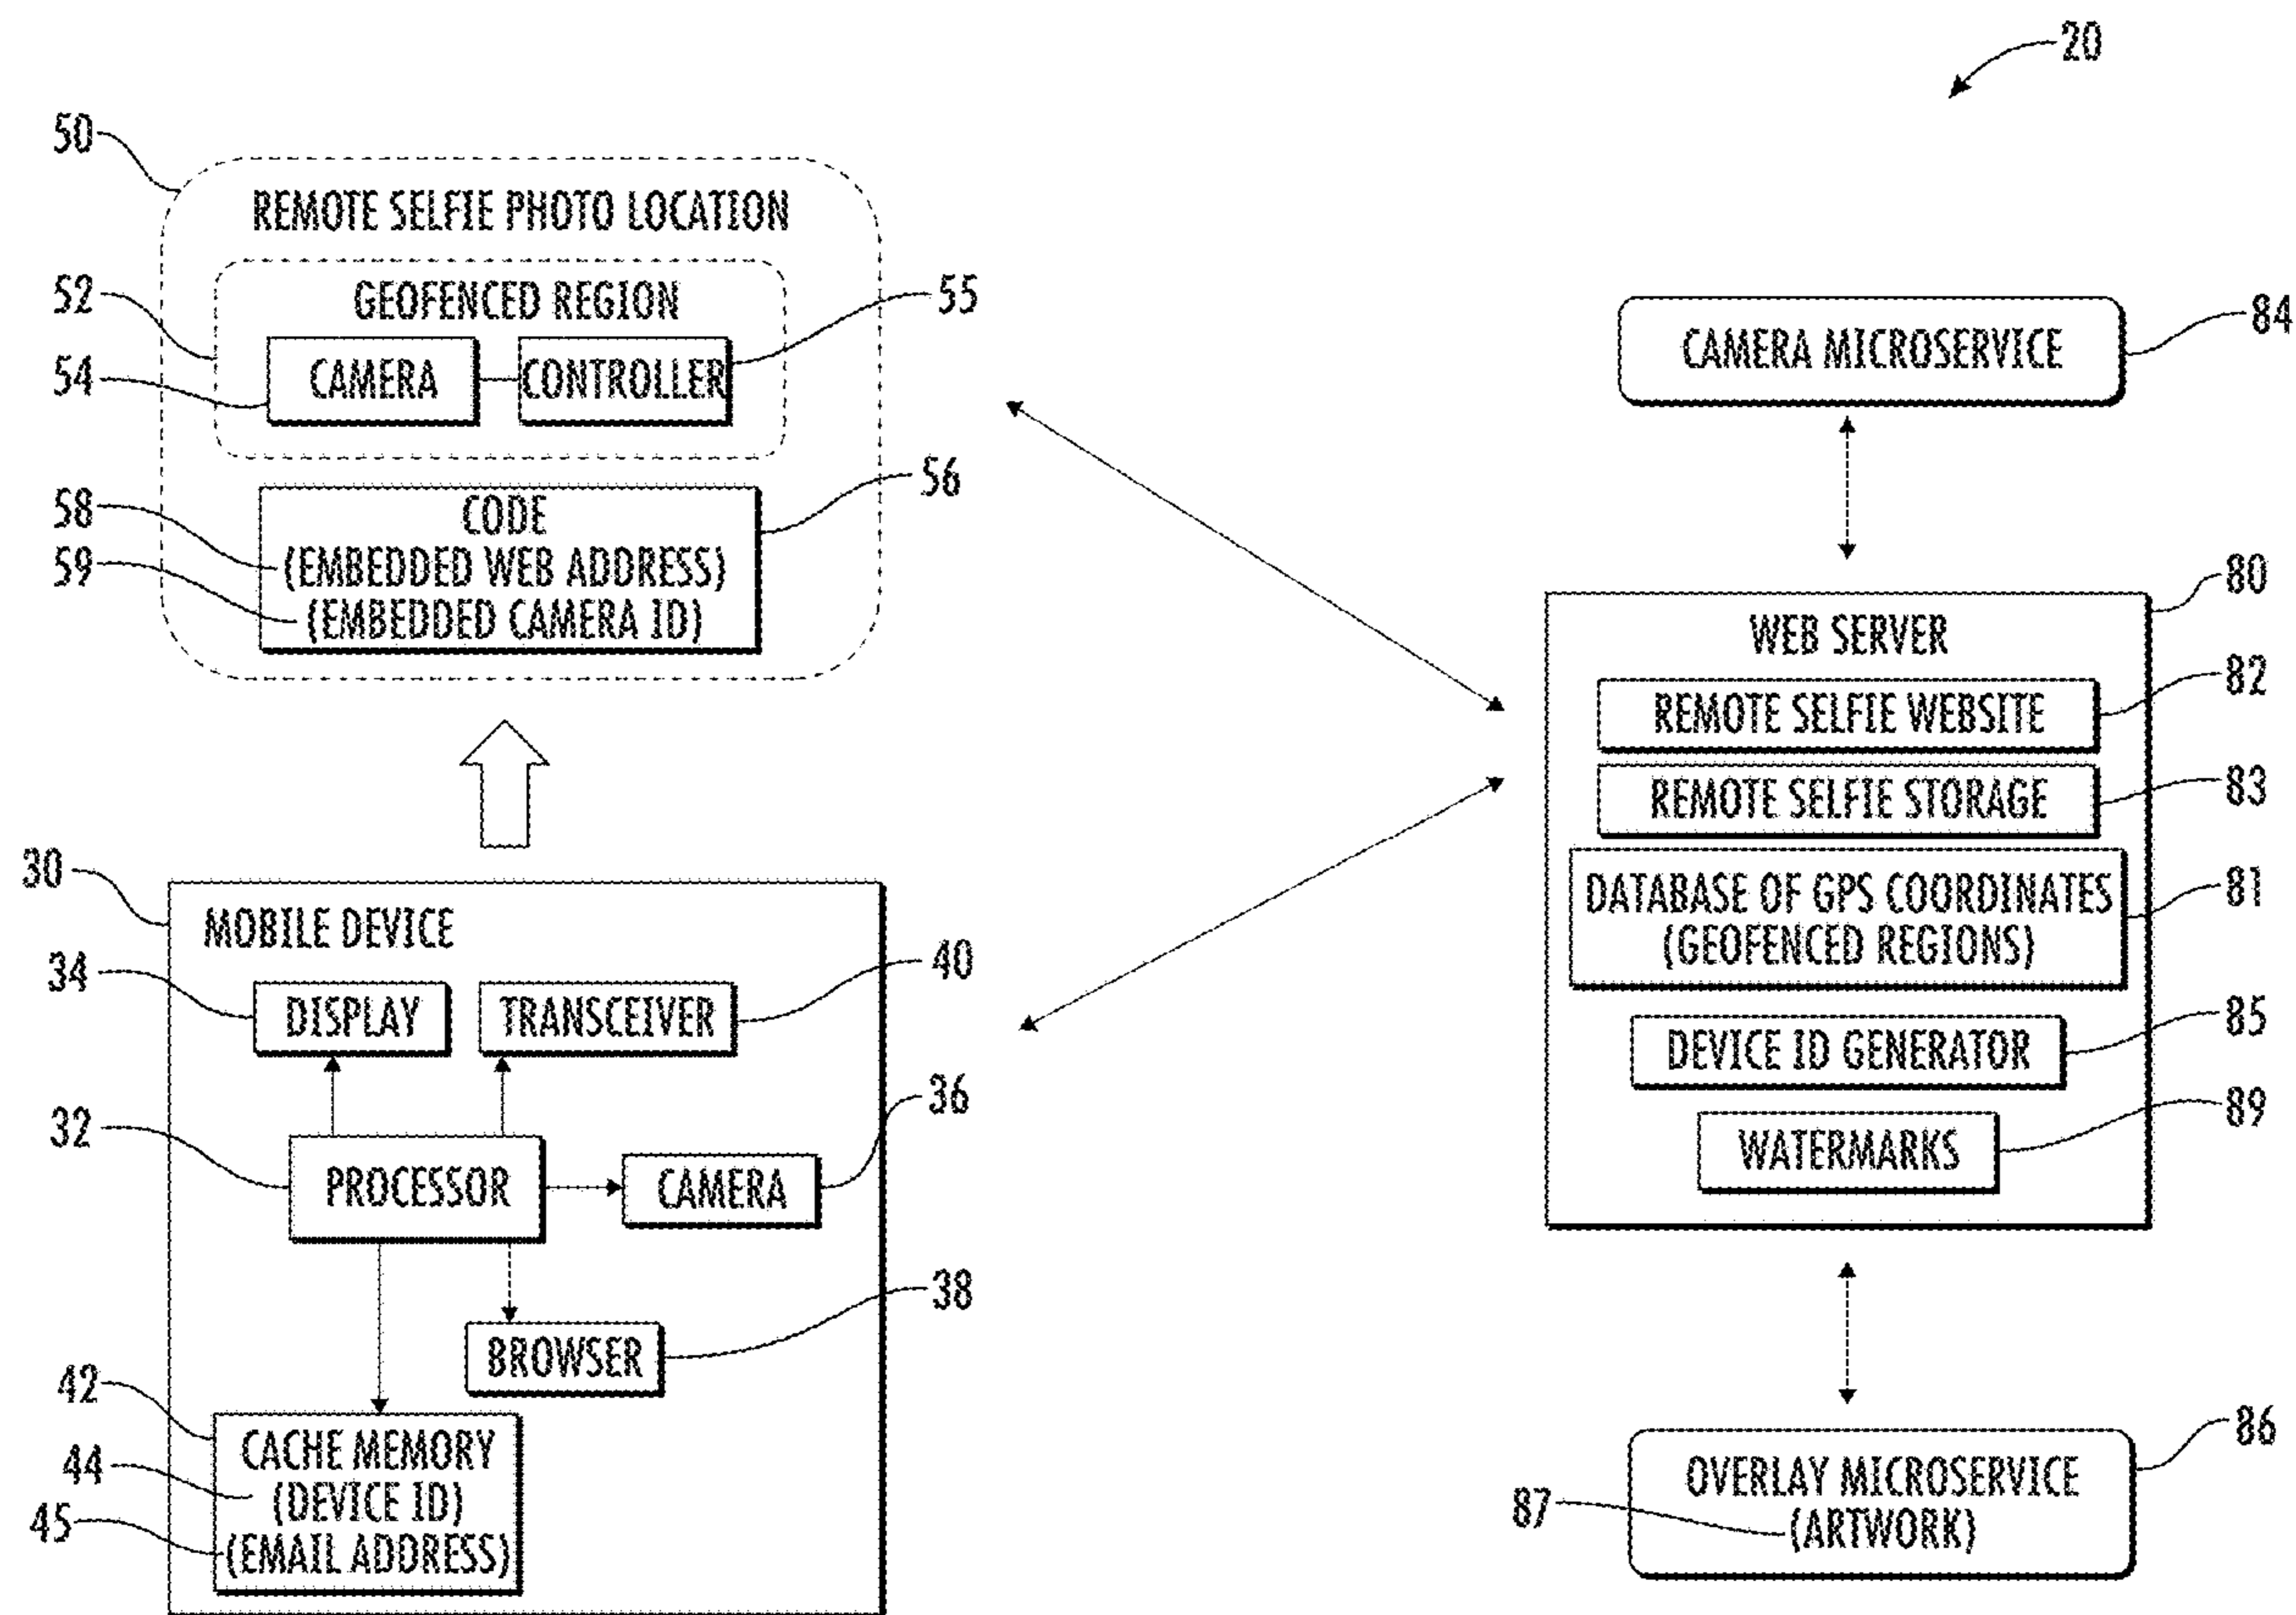 20
50
REMOTE SELFIE PHOTO LOCATION
52
GEOFENCED REGION
55
54
CAMERA
CONTROLLER
56
58
CODE
(EMBEDDED WEB ADDRESS)
59
(EMBEDDED CAMERA ID)
30
MOBILE DEVICE
34
DISPLAY
TRANSCEIVER
40
32
PROCESSOR
CAMERA
36
BROWSER
38
42
CACHE MEMORY
44
(DEVICE ID)
45
(EMAIL ADDRESS)
CAMERA MICROSERVICE
84
80
WEB SERVER
REMOTE SELFIE WEBSITE
82
REMOTE SELFIE STORAGE
83
DATABASE OF GPS COORDINATES
(GEOFENCED REGIONS)
81
DEVICE ID GENERATOR
85
WATERMARKS
89
OVERLAY MICROSERVICE
86
87
(ARTWORK)